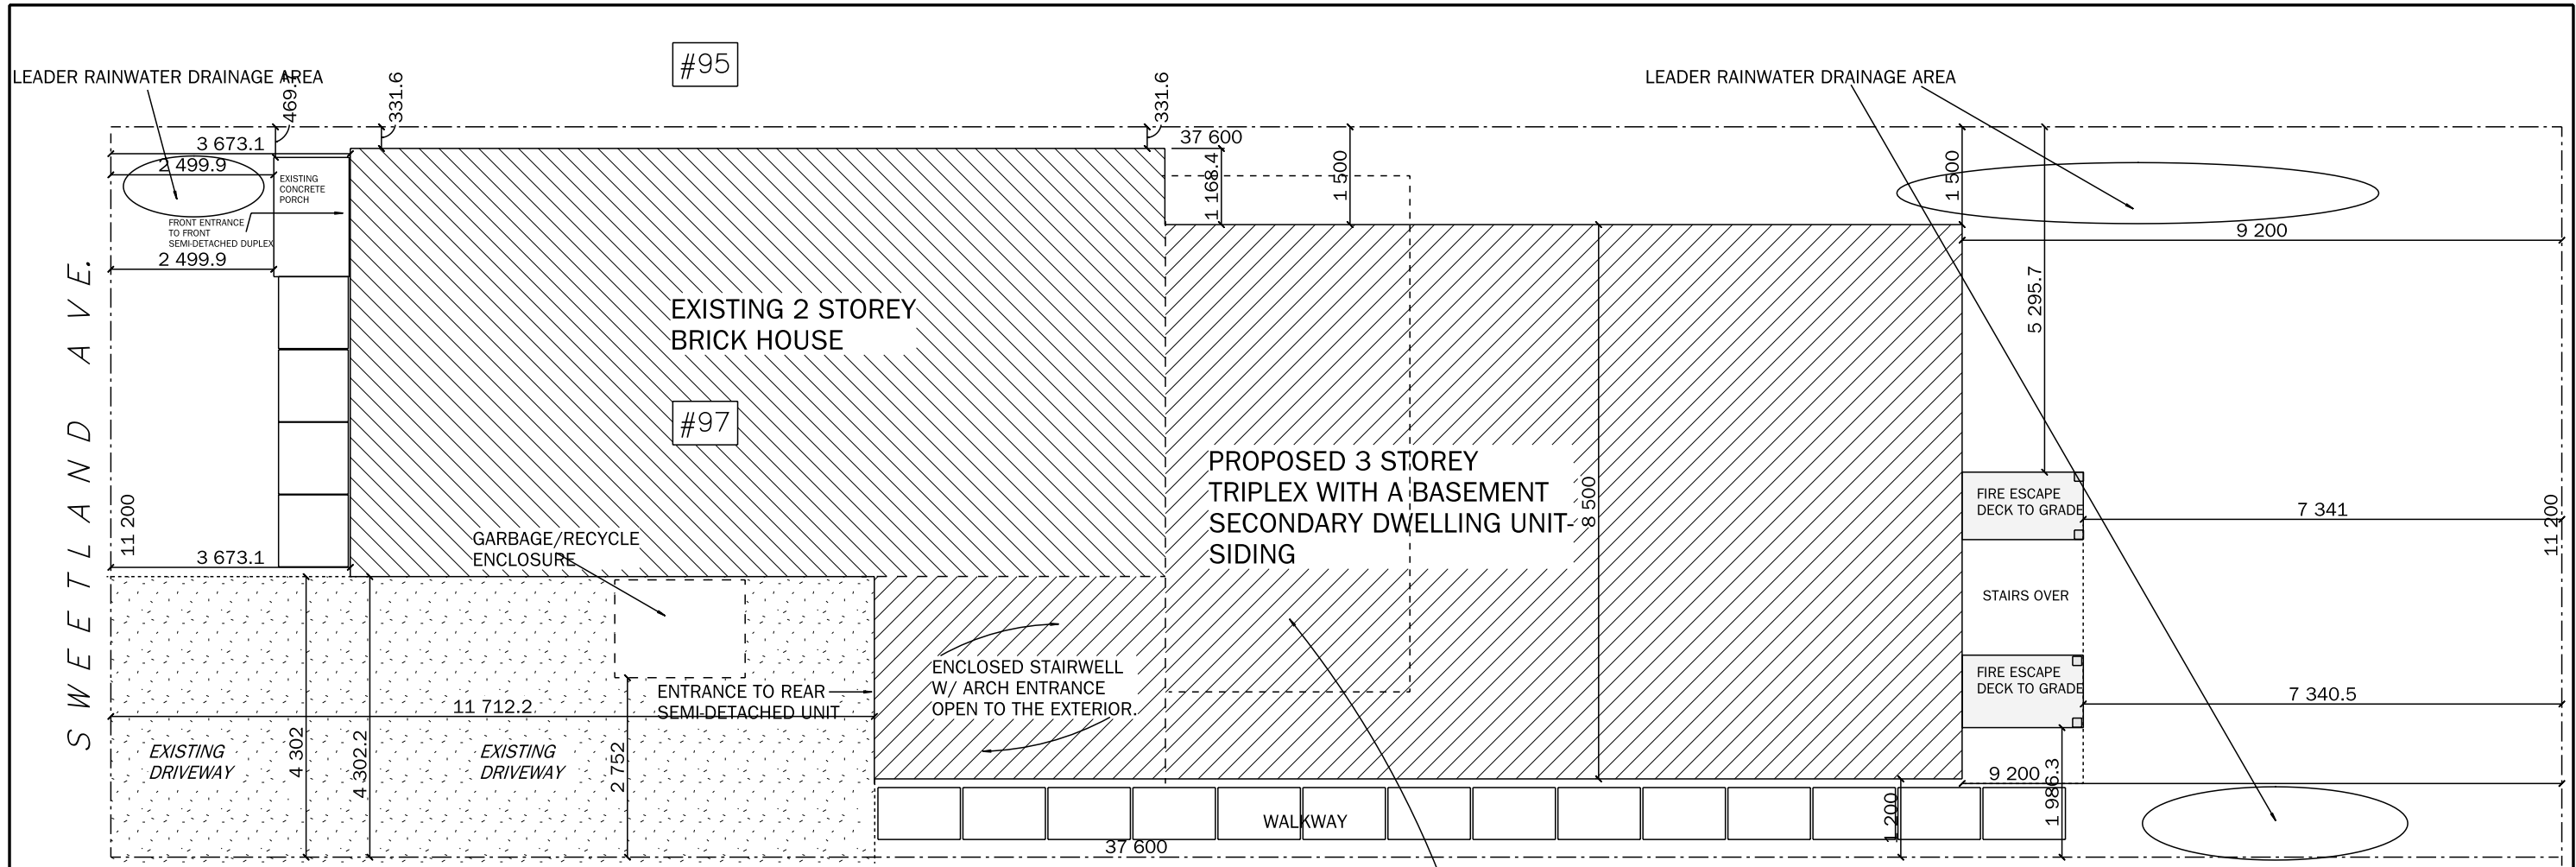 #95
LEADER RAINWATER DRAINAGE AREA
469.7
331.6
331.6
LEADER RAINWATER DRAINAGE AREA
37 600
3 673.1
2 499.9
EXISTING
CONCRETE
PORCH
1 168.4
1 500
1 500
FRONT ENTRANCE
TO FRONT
SEMI-DETACHED DUPLEX
2 499.9
9 200
5 295.7
SWEETLAND AVE.
EXISTING 2 STOREY
BRICK HOUSE
#97
PROPOSED 3 STOREY
TRIPLEX WITH A BASEMENT
SECONDARY DWELLING UNIT-
SIDING
8 500
FIRE ESCAPE
DECK TO GRADE
7 341
11 200
11 200
3 673.1
GARBAGE/RECYCLE
ENCLOSURE
STAIRS OVER
ENCLOSED STAIRWELL
W/ ARCH ENTRANCE
OPEN TO THE EXTERIOR.
ENTRANCE TO REAR
SEMI-DETACHED UNIT
FIRE ESCAPE
DECK TO GRADE
7 340.5
11 712.2
EXISTING
DRIVEWAY
4 302
4 302.2
EXISTING
DRIVEWAY
2 752
9 200
1 986.3
1 200
WALKWAY
37 600